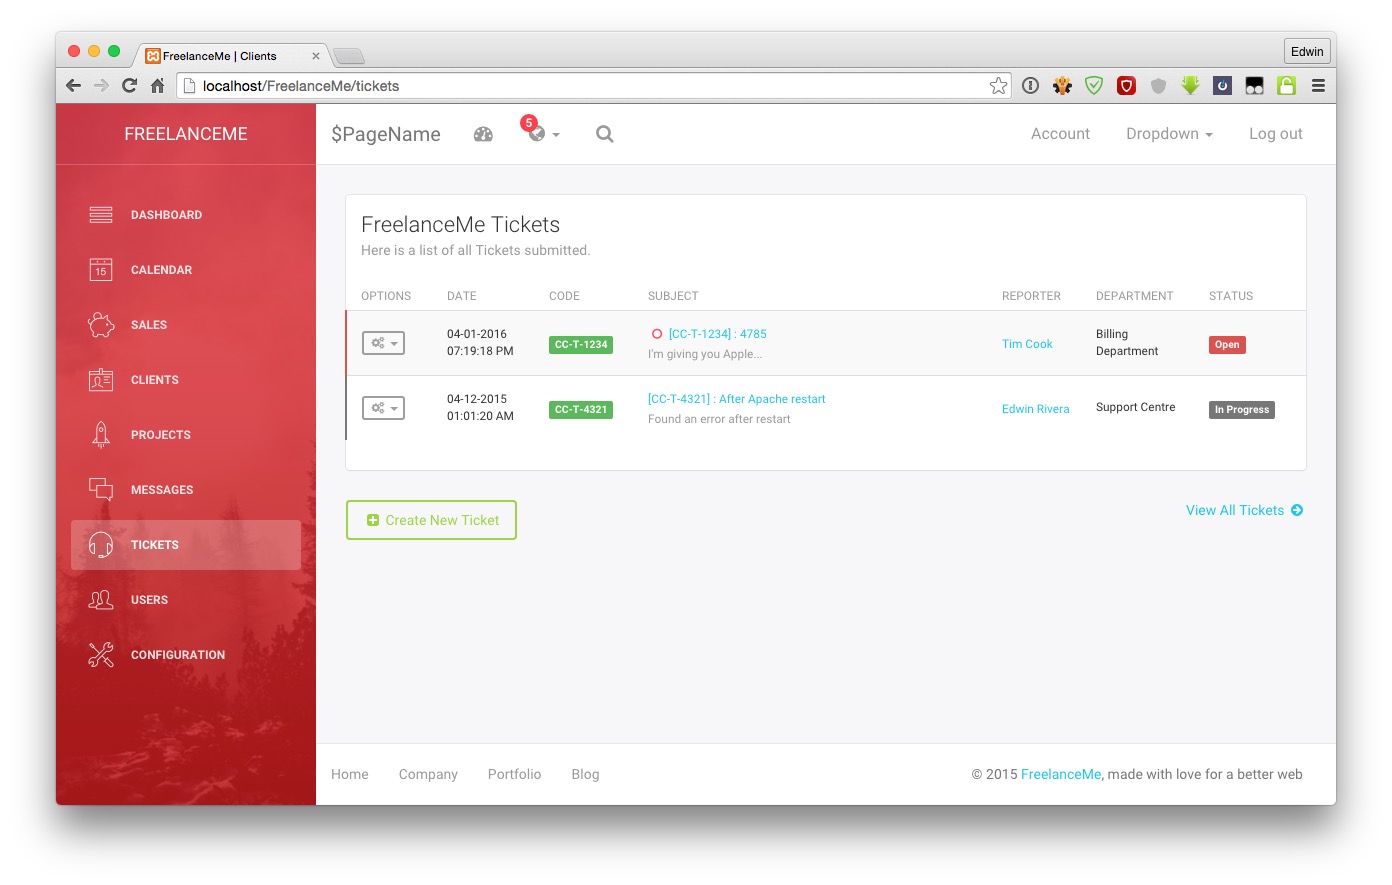 FreelanceMe | Clients
Edwin
localhost/FreelanceMe/tickets
FREELANCEME
$PageName
5
Account
Dropdown
Log out
DASHBOARD
15
CALENDAR
SALES
CLIENTS
PROJECTS
MESSAGES
TICKETS
USERS
CONFIGURATION
FreelanceMe Tickets
Here is a list of all Tickets submitted.
OPTIONS DATE CODE SUBJECT REPORTER DEPARTMENT STATUS
04-01-2016
07:19:18 PM
CC-T-1234
[CC-T-1234] : 4785
I'm giving you Apple...
Tim Cook
Billing
Department
Open
04-12-2015
01:01:20 AM
CC-T-4321
[CC-T-4321] : After Apache restart
Found an error after restart
Edwin Rivera
Support Centre
In Progress
Create New Ticket
View All Tickets
Home Company Portfolio Blog
© 2015 FreelanceMe, made with love for a better web